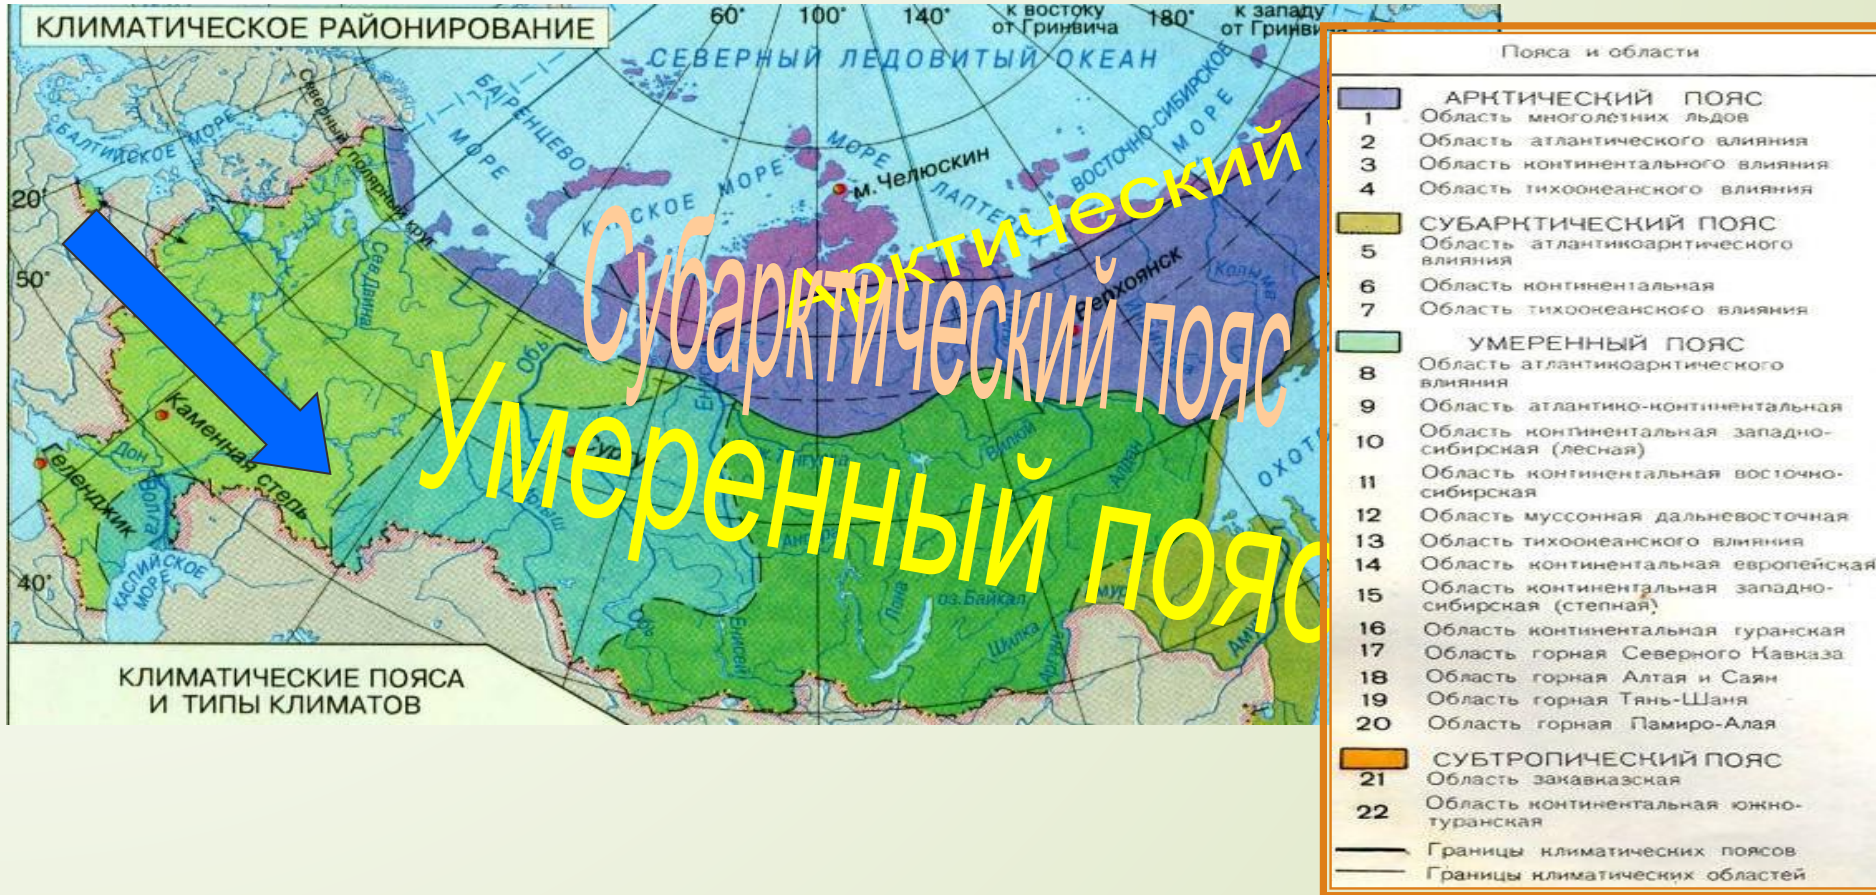 КЛИМАТИЧЕСКОЕ РАЙОНИРОВАНИЕ
60° 100° 140° к востоку от Гринвича 180° к западу
СЕВЕРНЫЙ ЛЕДОВИТЫЙ ОКЕАН
БАРЕНЦЕВО
МОРЕ
БАЛТИЙСКОЕ МОРЕ
Северный полярный круг
МОРЕ
МОРЕ ЛАПТЕ
ВОСТОЧНО-СИБИРСКОЕ
МОРЕ
м.Челюскин
20°
50°
40°
Сев.Двина
Арктический
Субарктический пояс
Умеренный пояс
Обь
Вилюй
Алдан
Каменная степь
Геленджик
Дон
Волга
КАСПИЙСКОЕ
МОРЕ
Обь
Енисей
Лена
оз.Байкал
Шилка
Аргунь
ОХОТ
КЛИМАТИЧЕСКИЕ ПОЯСА
И ТИПЫ КЛИМАТОВ
Пояса и области
АРКТИЧЕСКИЙ ПОЯС
1 Область многолетних льдов
2 Область атлантического влияния
3 Область континентального влияния
4 Область тихоокеанского влияния
СУБАРКТИЧЕСКИЙ ПОЯС
5 Область атлантикоарктического
влияния
6 Область континентальная
7 Область тихоокеанского влияния
УМЕРЕННЫЙ ПОЯС
8 Область атлантикоарктического
влияния
9 Область атлантико-континентальная
10 Область континентальная западно-
сибирская (лесная)
11 Область континентальная восточно-
сибирская
12 Область муссонная дальневосточная
13 Область тихоокеанского влияния
14 Область континентальная европейская
15 Область континентальная западно-
сибирская (степная)
16 Область континентальная туранская
17 Область горная Северного Кавказа
18 Область горная Алтая и Саян
19 Область горная Тянь-Шаня
20 Область горная Памиро-Алая
СУБТРОПИЧЕСКИЙ ПОЯС
21 Область закавказская
22 Область континентальная южно-
туранская
Границы климатических поясов
Границы климатических областей